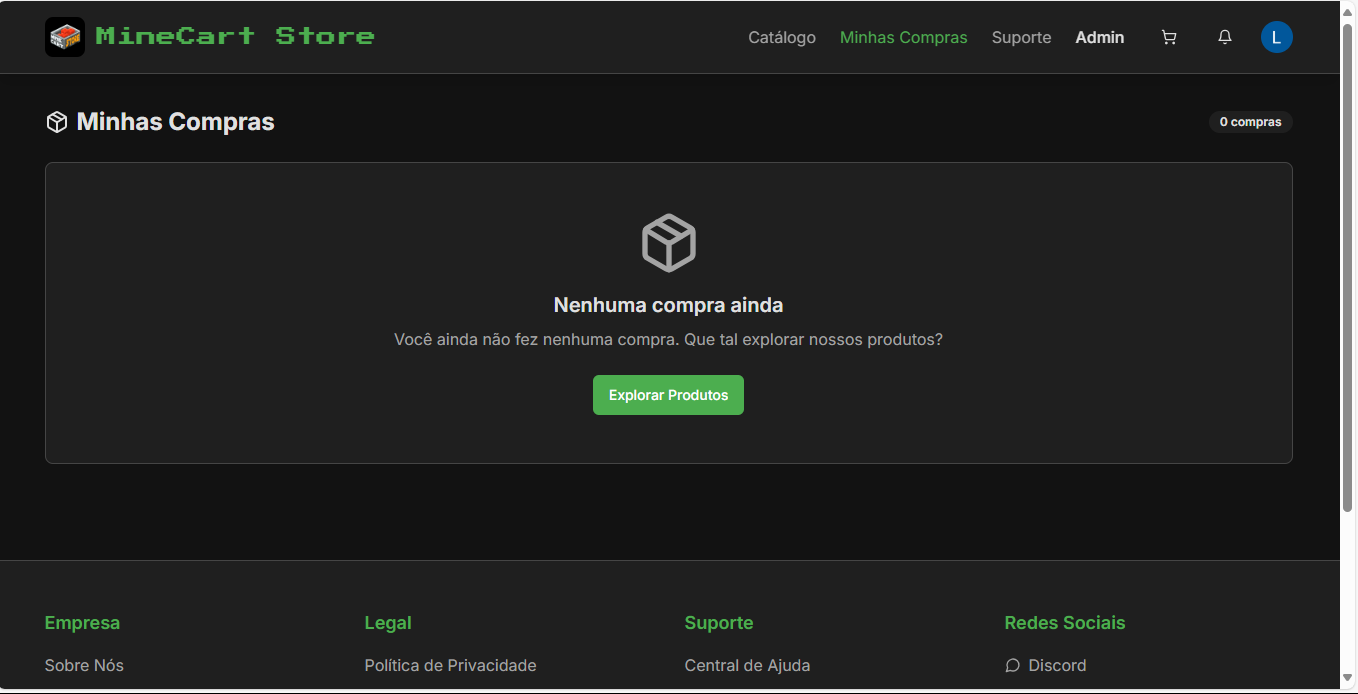 MineCart Store
Catálogo Minhas Compras Suporte Admin L
Minhas Compras
0 compras
Nenhuma compra ainda
Você ainda não fez nenhuma compra. Que tal explorar nossos produtos?
Explorar Produtos
Empresa Legal Suporte Redes Sociais
Sobre Nós Política de Privacidade Central de Ajuda Discord